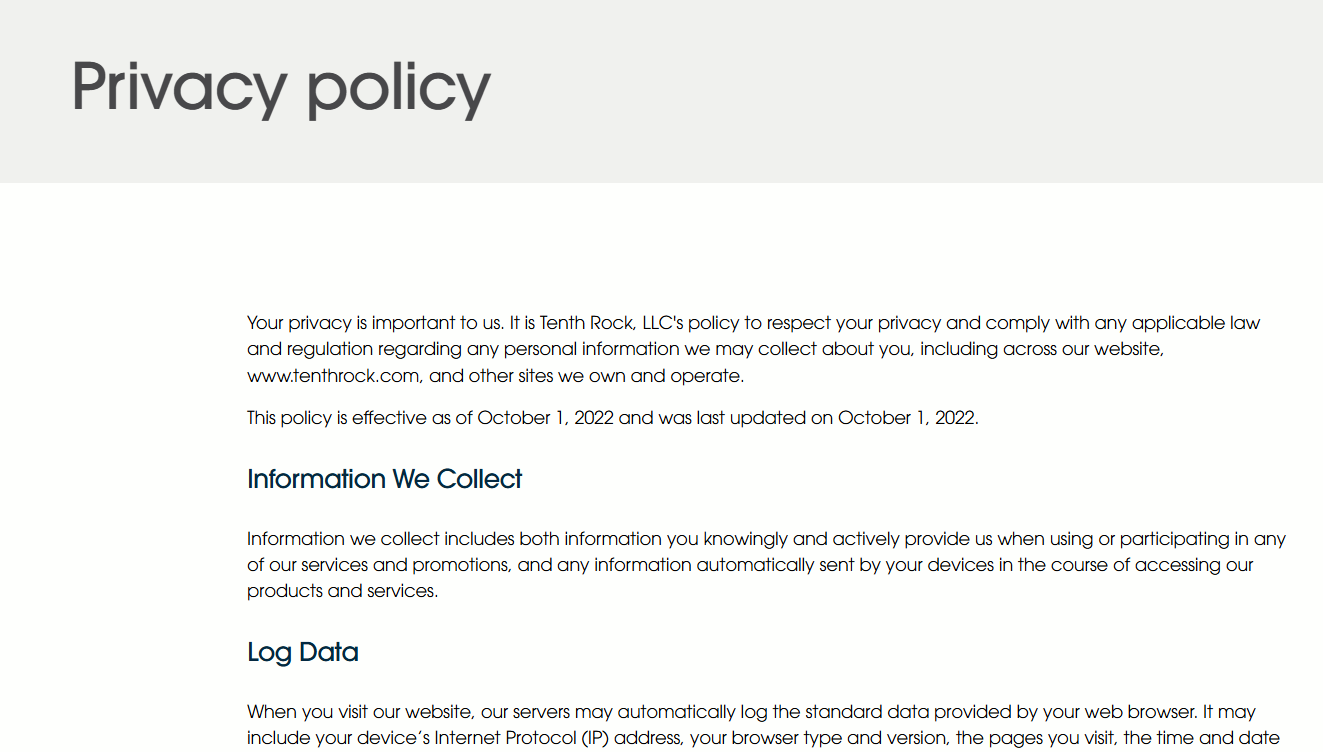 Privacy policy
Your privacy is important to us. It is Tenth Rock, LLC's policy to respect your privacy and comply with any applicable law
and regulation regarding any personal information we may collect about you, including across our website,
www.tenthrock.com, and other sites we own and operate.
This policy is effective as of October 1, 2022 and was last updated on October 1, 2022.
Information We Collect
Information we collect includes both information you knowingly and actively provide us when using or participating in any
of our services and promotions, and any information automatically sent by your devices in the course of accessing our
products and services.
Log Data
When you visit our website, our servers may automatically log the standard data provided by your web browser. It may
include your device’s Internet Protocol (IP) address, your browser type and version, the pages you visit, the time and date